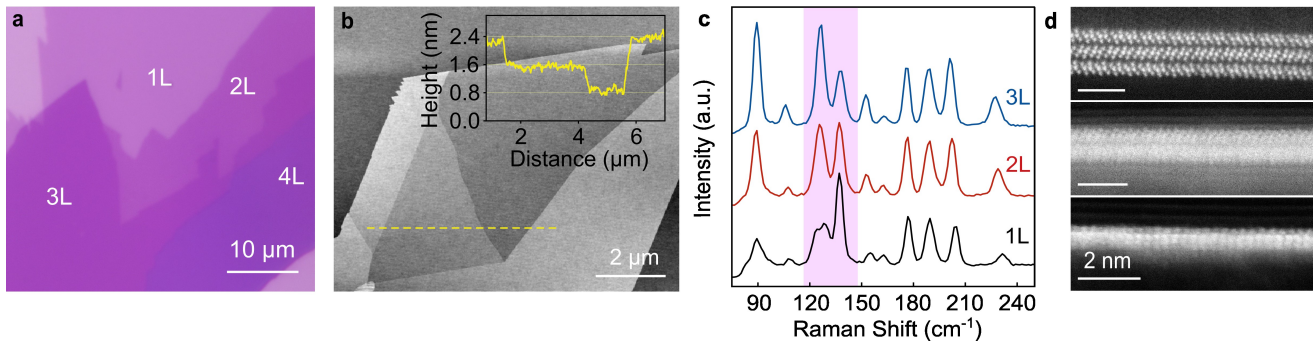 a
1L
2L
3L
4L
10 µm
b
Height (nm)
2.4
1.6
0.8
0.0
2 4 6
Distance (µm)
2 µm
c
Intensity (a.u.)
3L
2L
1L
90 120 150 180 210 240
Raman Shift (cm⁻¹)
d
2 nm